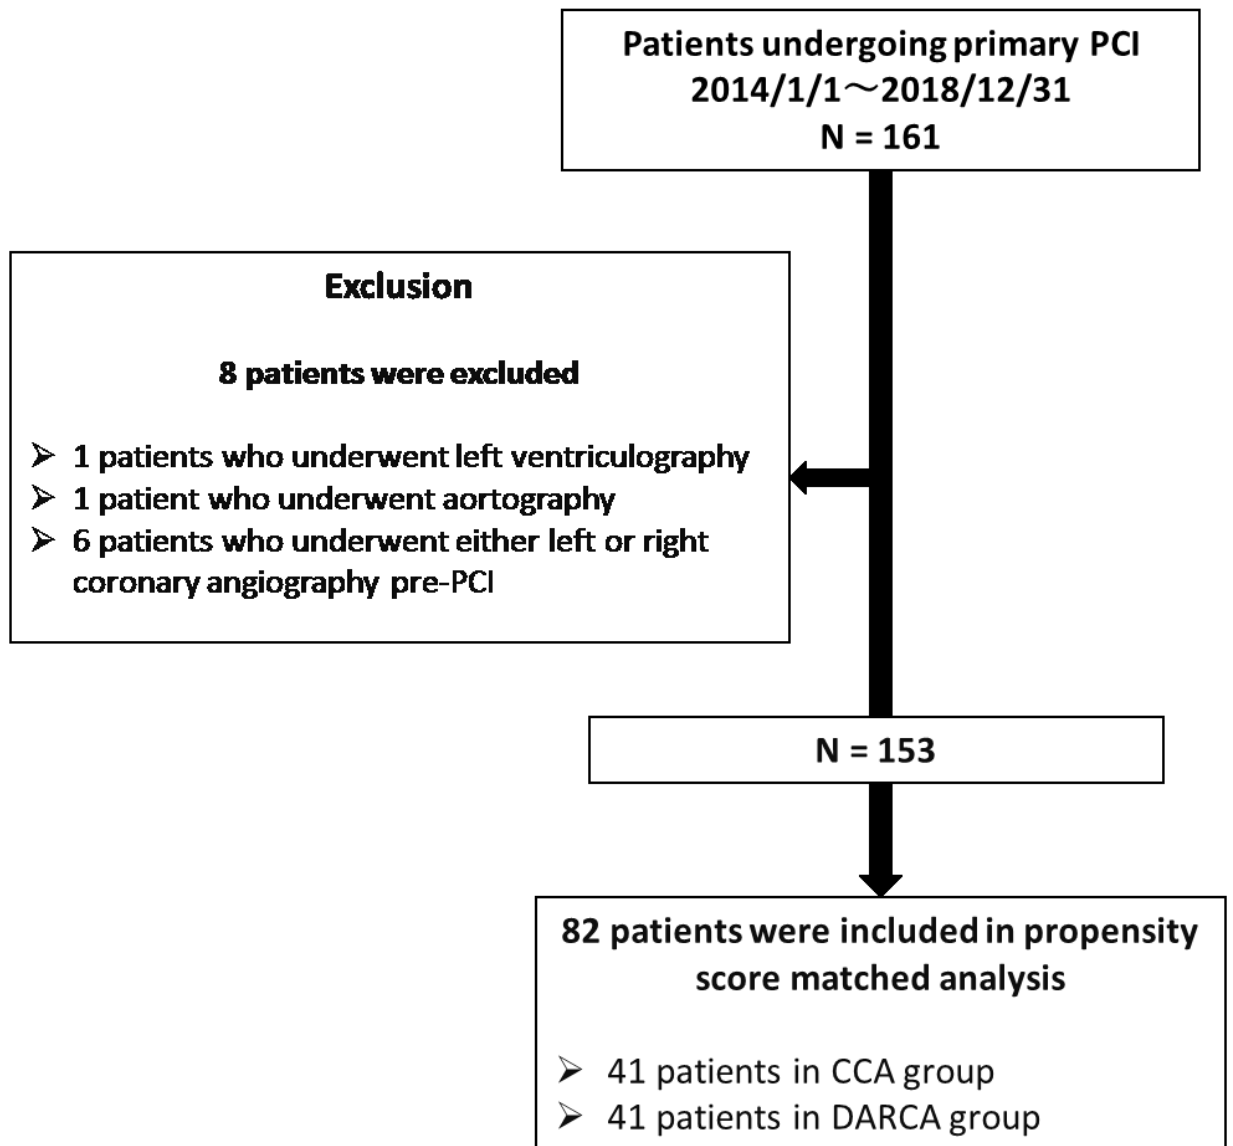 Patients undergoing primary PCI
2014/1/1～2018/12/31
N = 161
Exclusion
8 patients were excluded
➢ 1 patients who underwent left ventriculography
➢ 1 patient who underwent aortography
➢ 6 patients who underwent either left or right
coronary angiography pre-PCI
N = 153
82 patients were included in propensity
score matched analysis
➢ 41 patients in CCA group
➢ 41 patients in DARCA group